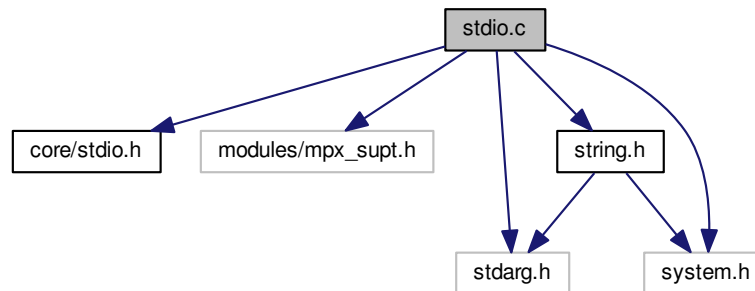 stdio.c
core/stdio.h
modules/mpx_supt.h
string.h
stdarg.h
system.h